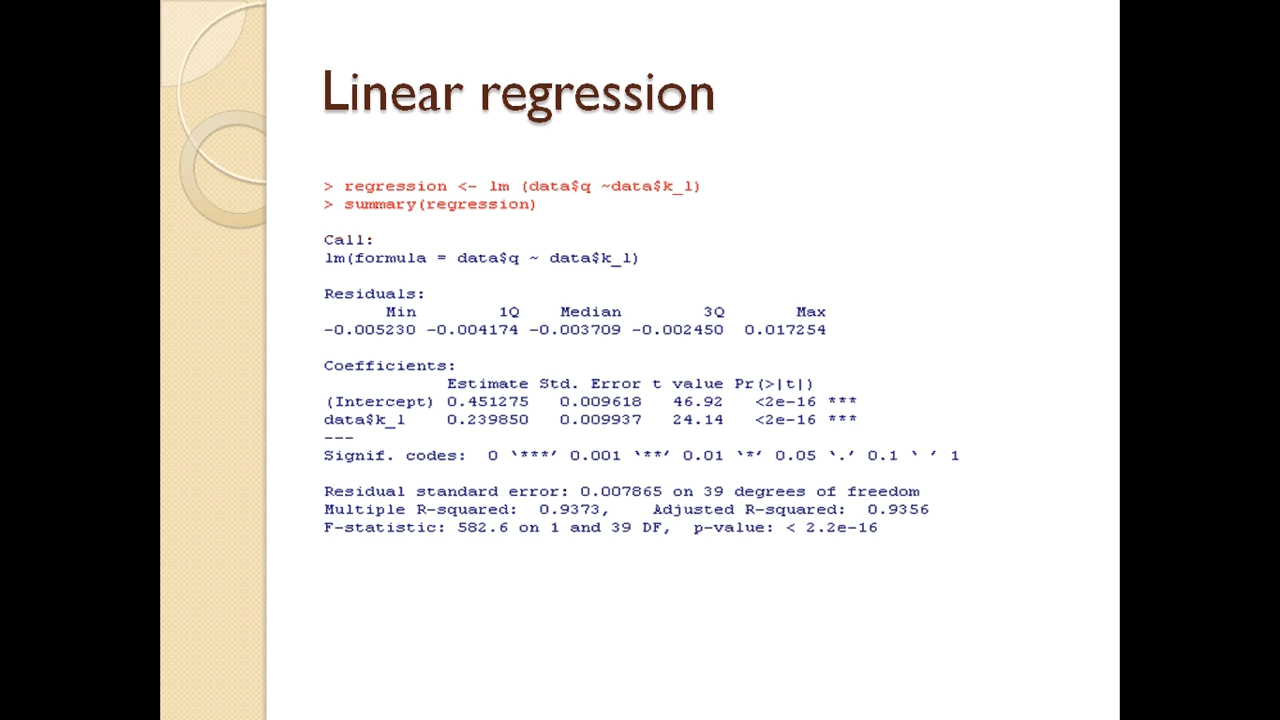 Linear regression
> regression <- lm (data$q ~data$k_l)
> summary(regression)
Call:
lm(formula = data$q ~ data$k_l)
Residuals:
Min 1Q Median 3Q Max
-0.005230 -0.004174 -0.003709 -0.002450 0.017254
Coefficients:
Estimate Std. Error t value Pr(>|t|)
(Intercept) 0.451275 0.009618 46.92 <2e-16 ***
data$k_l 0.239850 0.009937 24.14 <2e-16 ***
---
Signif. codes: 0 ‘***’ 0.001 ‘**’ 0.01 ‘*’ 0.05 ‘.’ 0.1 ‘ ’ 1
Residual standard error: 0.007865 on 39 degrees of freedom
Multiple R-squared: 0.9373, Adjusted R-squared: 0.9356
F-statistic: 582.6 on 1 and 39 DF, p-value: < 2.2e-16